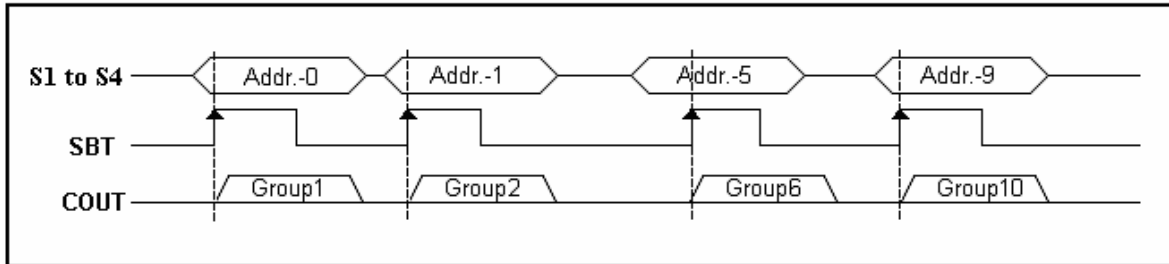 S1 to S4 Addr.-0 Addr.-1 Addr.-5 Addr.-9
SBT
COUT Group1 Group2 Group6 Group10